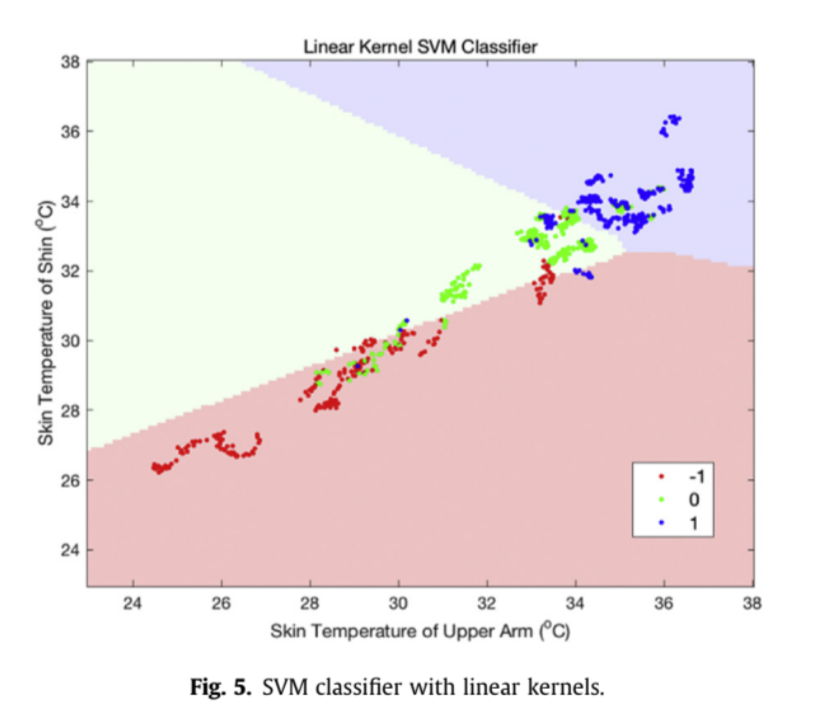 Linear Kernel SVM Classifier
38
36
34
32
30
28
26
24
Skin Temperature of Shin (°C)
-1
0
1
24 26 28 30 32 34 36 38
Skin Temperature of Upper Arm (°C)
Fig. 5. SVM classifier with linear kernels.